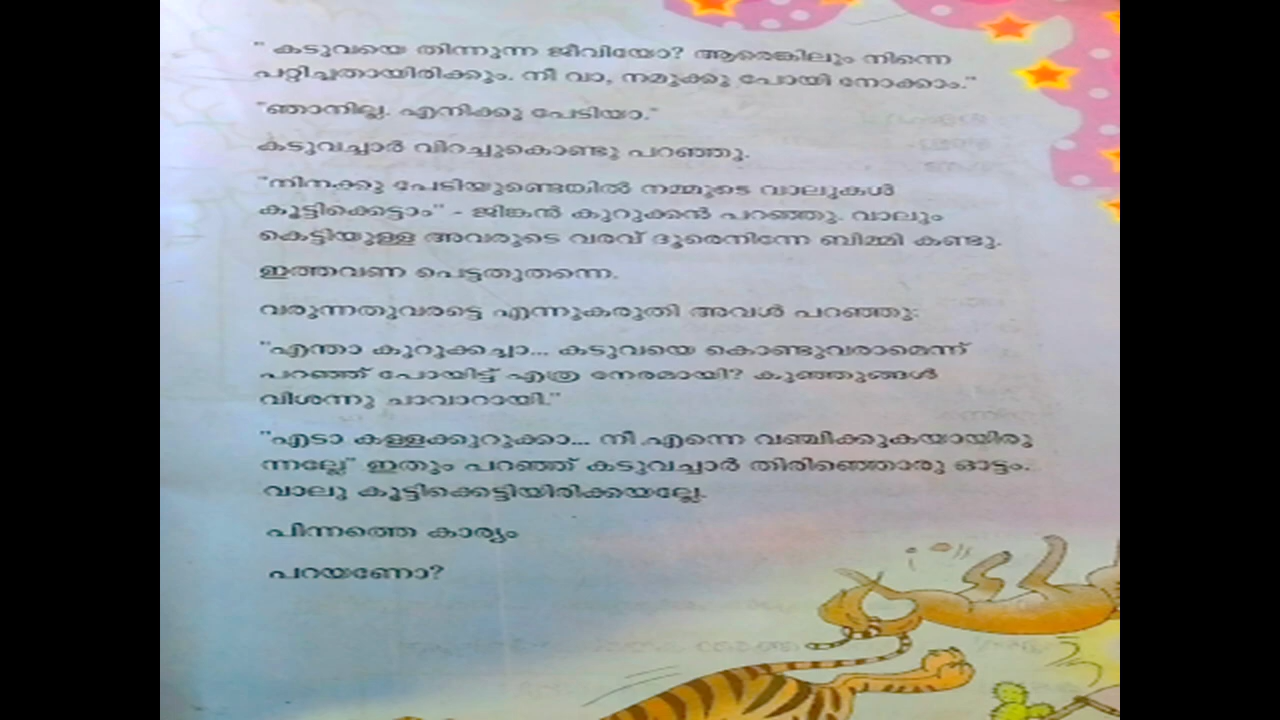 " കടുവയെ തിന്നുന്ന ജീവിയോ? ആരെങ്കിലും നിന്നെ
പറ്റിച്ചതായിരിക്കും. നീ വാ, നമുക്കു പോയി നോക്കാം."
"ഞാനില്ല. എനിക്കു പേടിയാ."
കടുവച്ചാർ വിറച്ചുകൊണ്ടു പറഞ്ഞു.
"നിനക്കു പേടിയുണ്ടെങ്കിൽ നമ്മുടെ വാലുകൾ
കൂട്ടിക്കെട്ടാം" - ജിങ്കൻ കുറുക്കൻ പറഞ്ഞു. വാലും
കെട്ടിയുള്ള അവരുടെ വരവ് ദൂരെനിന്നേ ബിമ്മി കണ്ടു.
ഇത്തവണ പെട്ടതുതന്നെ.
വരുന്നതുവരട്ടെ എന്നുകരുതി അവൾ പറഞ്ഞു:
"എന്താ കുറുക്കച്ചാ... കടുവയെ കൊണ്ടുവരാമെന്ന്
പറഞ്ഞ് പോയിട്ട് എത്ര നേരമായി? കുഞ്ഞുങ്ങൾ
വിശന്നു ചാവാറായി."
"എടാ കള്ളക്കുറുക്കാ... നീ എന്നെ വഞ്ചിക്കുകയായിരു
ന്നല്ലേ" ഇതും പറഞ്ഞ് കടുവച്ചാർ തിരിഞ്ഞൊരു ഓട്ടം.
വാലു കൂട്ടിക്കെട്ടിയിരിക്കയല്ലേ.
പിന്നത്തെ കാര്യം
പറയണോ?